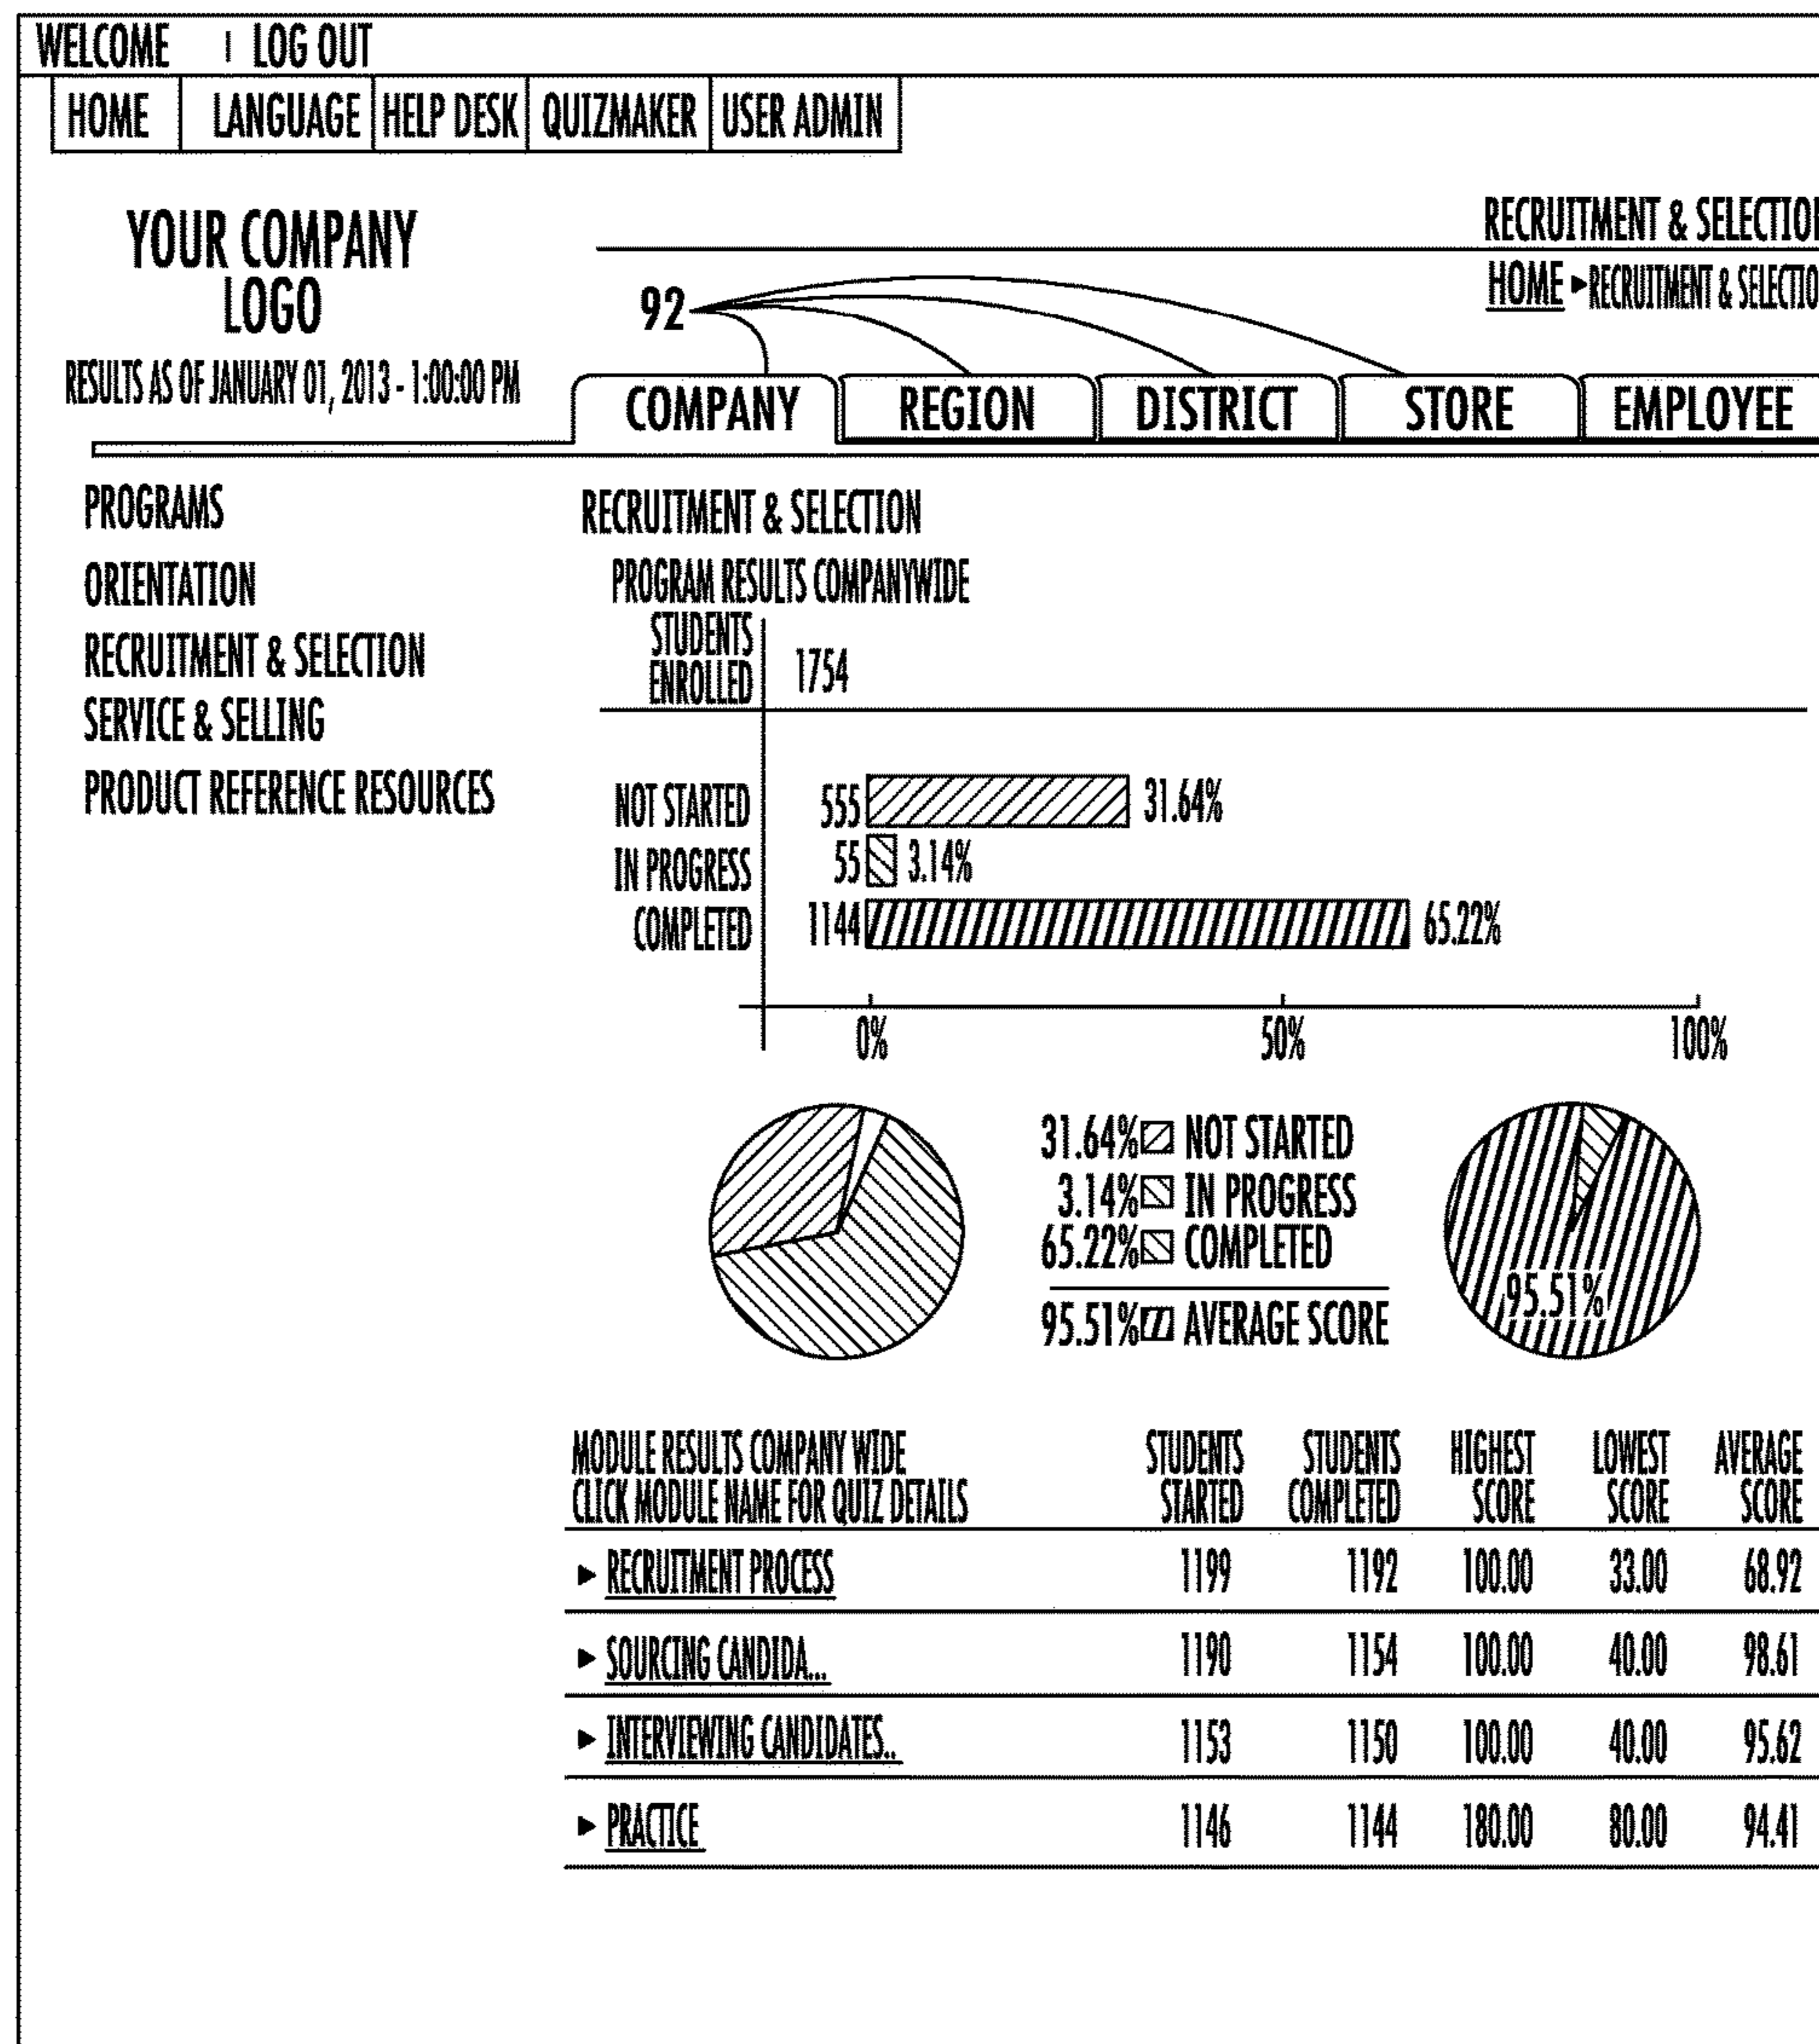 WELCOME | LOG OUT
HOME LANGUAGE HELP DESK QUIZMAKER USER ADMIN
YOUR COMPANY
LOGO
RESULTS AS OF JANUARY 01, 2013 - 1:00:00 PM
RECRUITMENT & SELECTION
HOME ▸RECRUITMENT & SELECTIO
92
COMPANY REGION DISTRICT STORE EMPLOYEE
PROGRAMS
ORIENTATION
RECRUITMENT & SELECTION
SERVICE & SELLING
PRODUCT REFERENCE RESOURCES
RECRUITMENT & SELECTION
PROGRAM RESULTS COMPANYWIDE
STUDENTS
ENROLLED 1754
NOT STARTED 555 31.64%
IN PROGRESS 55 3.14%
COMPLETED 1144 65.22%
0% 50% 100%
31.64% NOT STARTED
3.14% IN PROGRESS
65.22% COMPLETED
95.51% AVERAGE SCORE
95.51%
MODULE RESULTS COMPANY WIDE STUDENTS STUDENTS HIGHEST LOWEST AVERAGE
CLICK MODULE NAME FOR QUIZ DETAILS STARTED COMPLETED SCORE SCORE SCORE
▸ RECRUITMENT PROCESS 1199 1192 100.00 33.00 68.92
▸ SOURCING CANDIDA... 1190 1154 100.00 40.00 98.61
▸ INTERVIEWING CANDIDATES.. 1153 1150 100.00 40.00 95.62
▸ PRACTICE 1146 1144 180.00 80.00 94.41